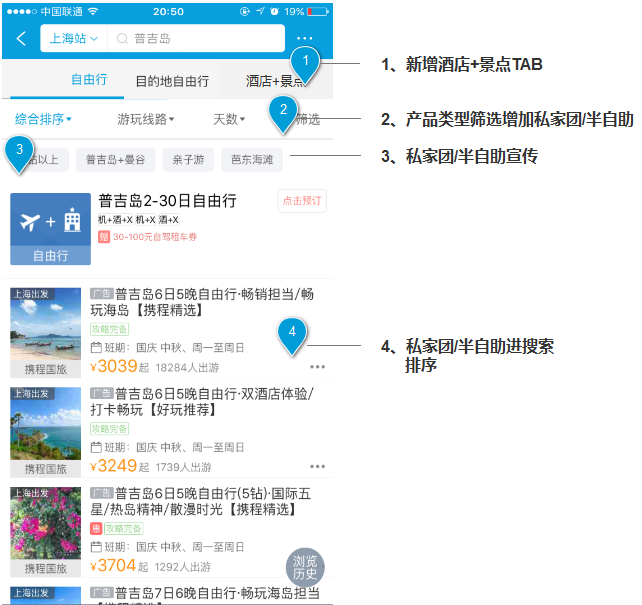 中国联通 20:50 19%
上海站 普吉岛
1
自由行 目的地自由行 酒店+景点
1、新增酒店+景点TAB
2
综合排序 游玩线路 天数 筛选
2、产品类型筛选增加私家团/半自助
3
站以上 普吉岛+曼谷 亲子游 芭东海滩
3、私家团/半自助宣传
普吉岛2-30日自由行 点击预订
机+酒+X 机+X 酒+X
赠 30-100元自驾租车券
自由行
上海出发 广告 普吉岛6日5晚自由行·畅销担当/畅
玩海岛【携程精选】
攻略完备
4
班期：国庆 中秋、周一至周日
携程国旅 ¥3039起 18284人出游
4、私家团/半自助进搜索
排序
上海出发 广告 普吉岛6日5晚自由行·双酒店体验/
打卡畅玩【好玩推荐】
攻略完备
班期：国庆 中秋、周一至周日
携程国旅 ¥3249起 1739人出游
上海出发 广告 普吉岛6日5晚自由行(5钻)·国际五
星/热岛精神/散漫时光【携程精选】
惠 攻略完备
班期：国庆 中秋、周一至周日
携程国旅 ¥3704起 1292人出游
浏览
历史
上海出发 广告 普吉岛7日6晚自由行·畅玩海岛担当
【携程精选】